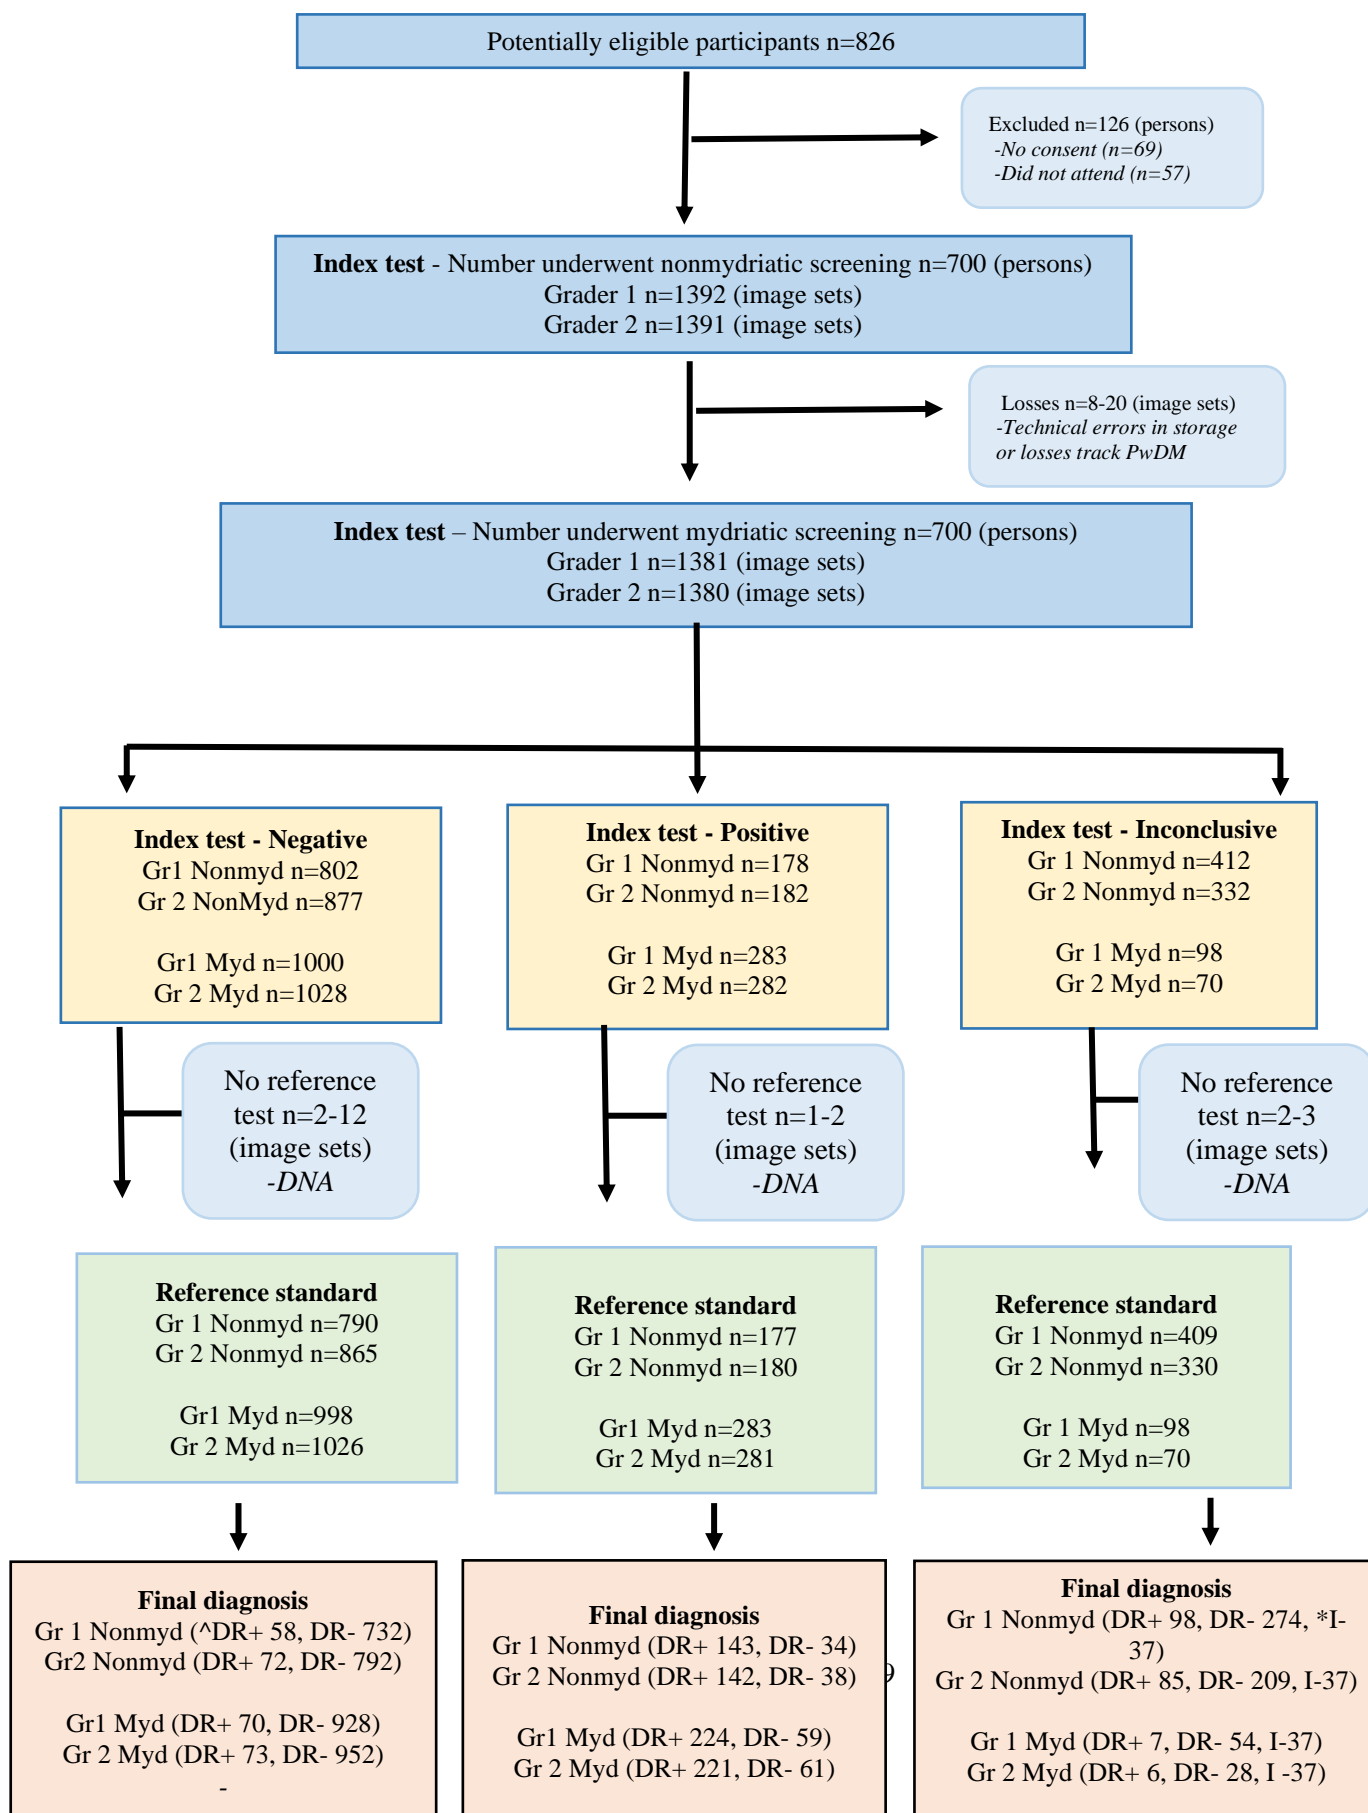 Potentially eligible participants n=826
Excluded n=126 (persons)
-No consent (n=69)
-Did not attend (n=57)
Index test - Number underwent nonmydriatic screening n=700 (persons)
Grader 1 n=1392 (image sets)
Grader 2 n=1391 (image sets)
Losses n=8-20 (image sets)
-Technical errors in storage
or losses track PwDM
Index test – Number underwent mydriatic screening n=700 (persons)
Grader 1 n=1381 (image sets)
Grader 2 n=1380 (image sets)
Index test - Negative
Gr1 Nonmyd n=802
Gr 2 NonMyd n=877
Gr1 Myd n=1000
Gr 2 Myd n=1028
Index test - Positive
Gr 1 Nonmyd n=178
Gr 2 Nonmyd n=182
Gr 1 Myd n=283
Gr 2 Myd n=282
Index test - Inconclusive
Gr 1 Nonmyd n=412
Gr 2 Nonmyd n=332
Gr 1 Myd n=98
Gr 2 Myd n=70
No reference
test n=2-12
(image sets)
-DNA
No reference
test n=1-2
(image sets)
-DNA
No reference
test n=2-3
(image sets)
-DNA
Reference standard
Gr 1 Nonmyd n=790
Gr 2 Nonmyd n=865
Gr1 Myd n=998
Gr 2 Myd n=1026
Reference standard
Gr 1 Nonmyd n=177
Gr 2 Nonmyd n=180
Gr1 Myd n=283
Gr 2 Myd n=281
Reference standard
Gr 1 Nonmyd n=409
Gr 2 Nonmyd n=330
Gr 1 Myd n=98
Gr 2 Myd n=70
Final diagnosis
Gr 1 Nonmyd (^DR+ 58, DR- 732)
Gr2 Nonmyd (DR+ 72, DR- 792)
Gr1 Myd (DR+ 70, DR- 928)
Gr 2 Myd (DR+ 73, DR- 952)
-
Final diagnosis
Gr 1 Nonmyd (DR+ 143, DR- 34)
Gr 2 Nonmyd (DR+ 142, DR- 38)
Gr1 Myd (DR+ 224, DR- 59)
Gr 2 Myd (DR+ 221, DR- 61)
Final diagnosis
Gr 1 Nonmyd (DR+ 98, DR- 274, *I-
37)
Gr 2 Nonmyd (DR+ 85, DR- 209, I-37)
Gr 1 Myd (DR+ 7, DR- 54, I-37)
Gr 2 Myd (DR+ 6, DR- 28, I -37)